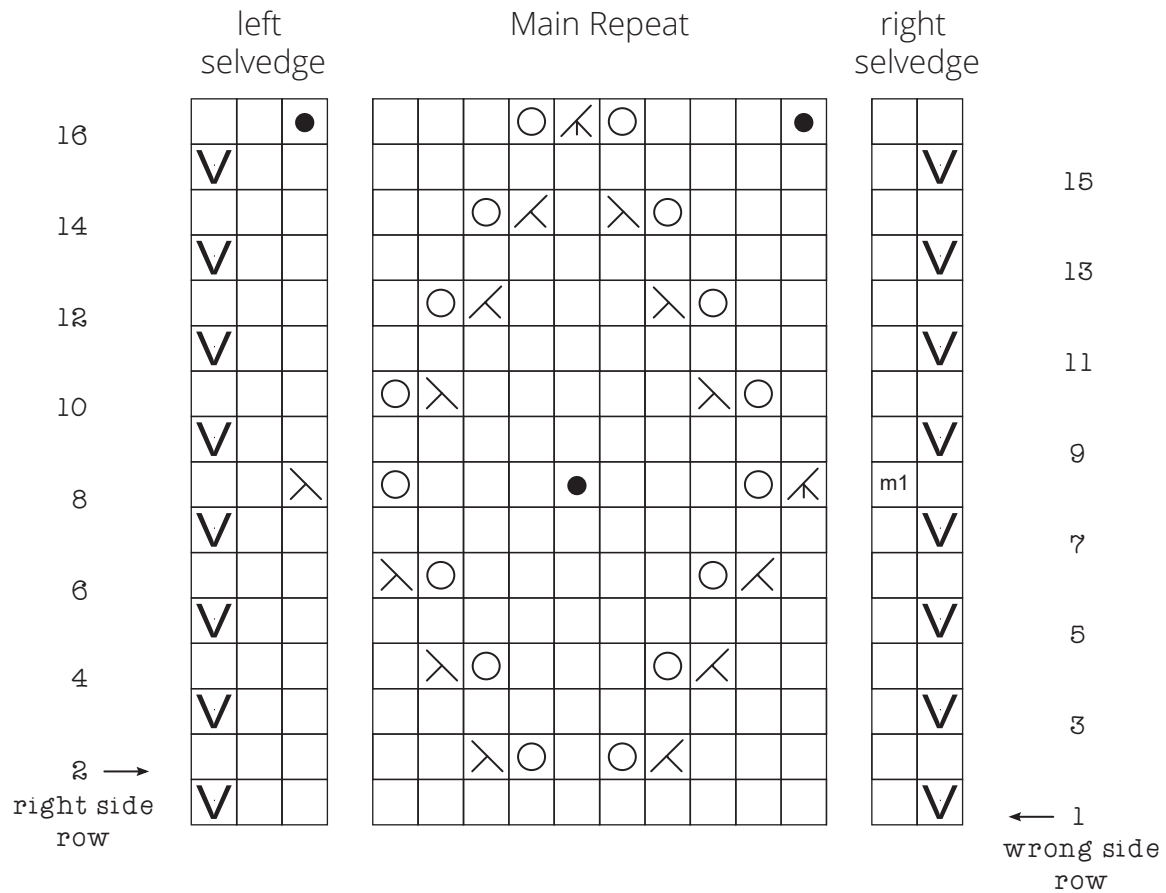 left
selvedge
Main Repeat
right
selvedge
16
15
14
13
12
11
10
9
8
m1
7
6
5
4
3
2
right side
row
1
wrong side
row